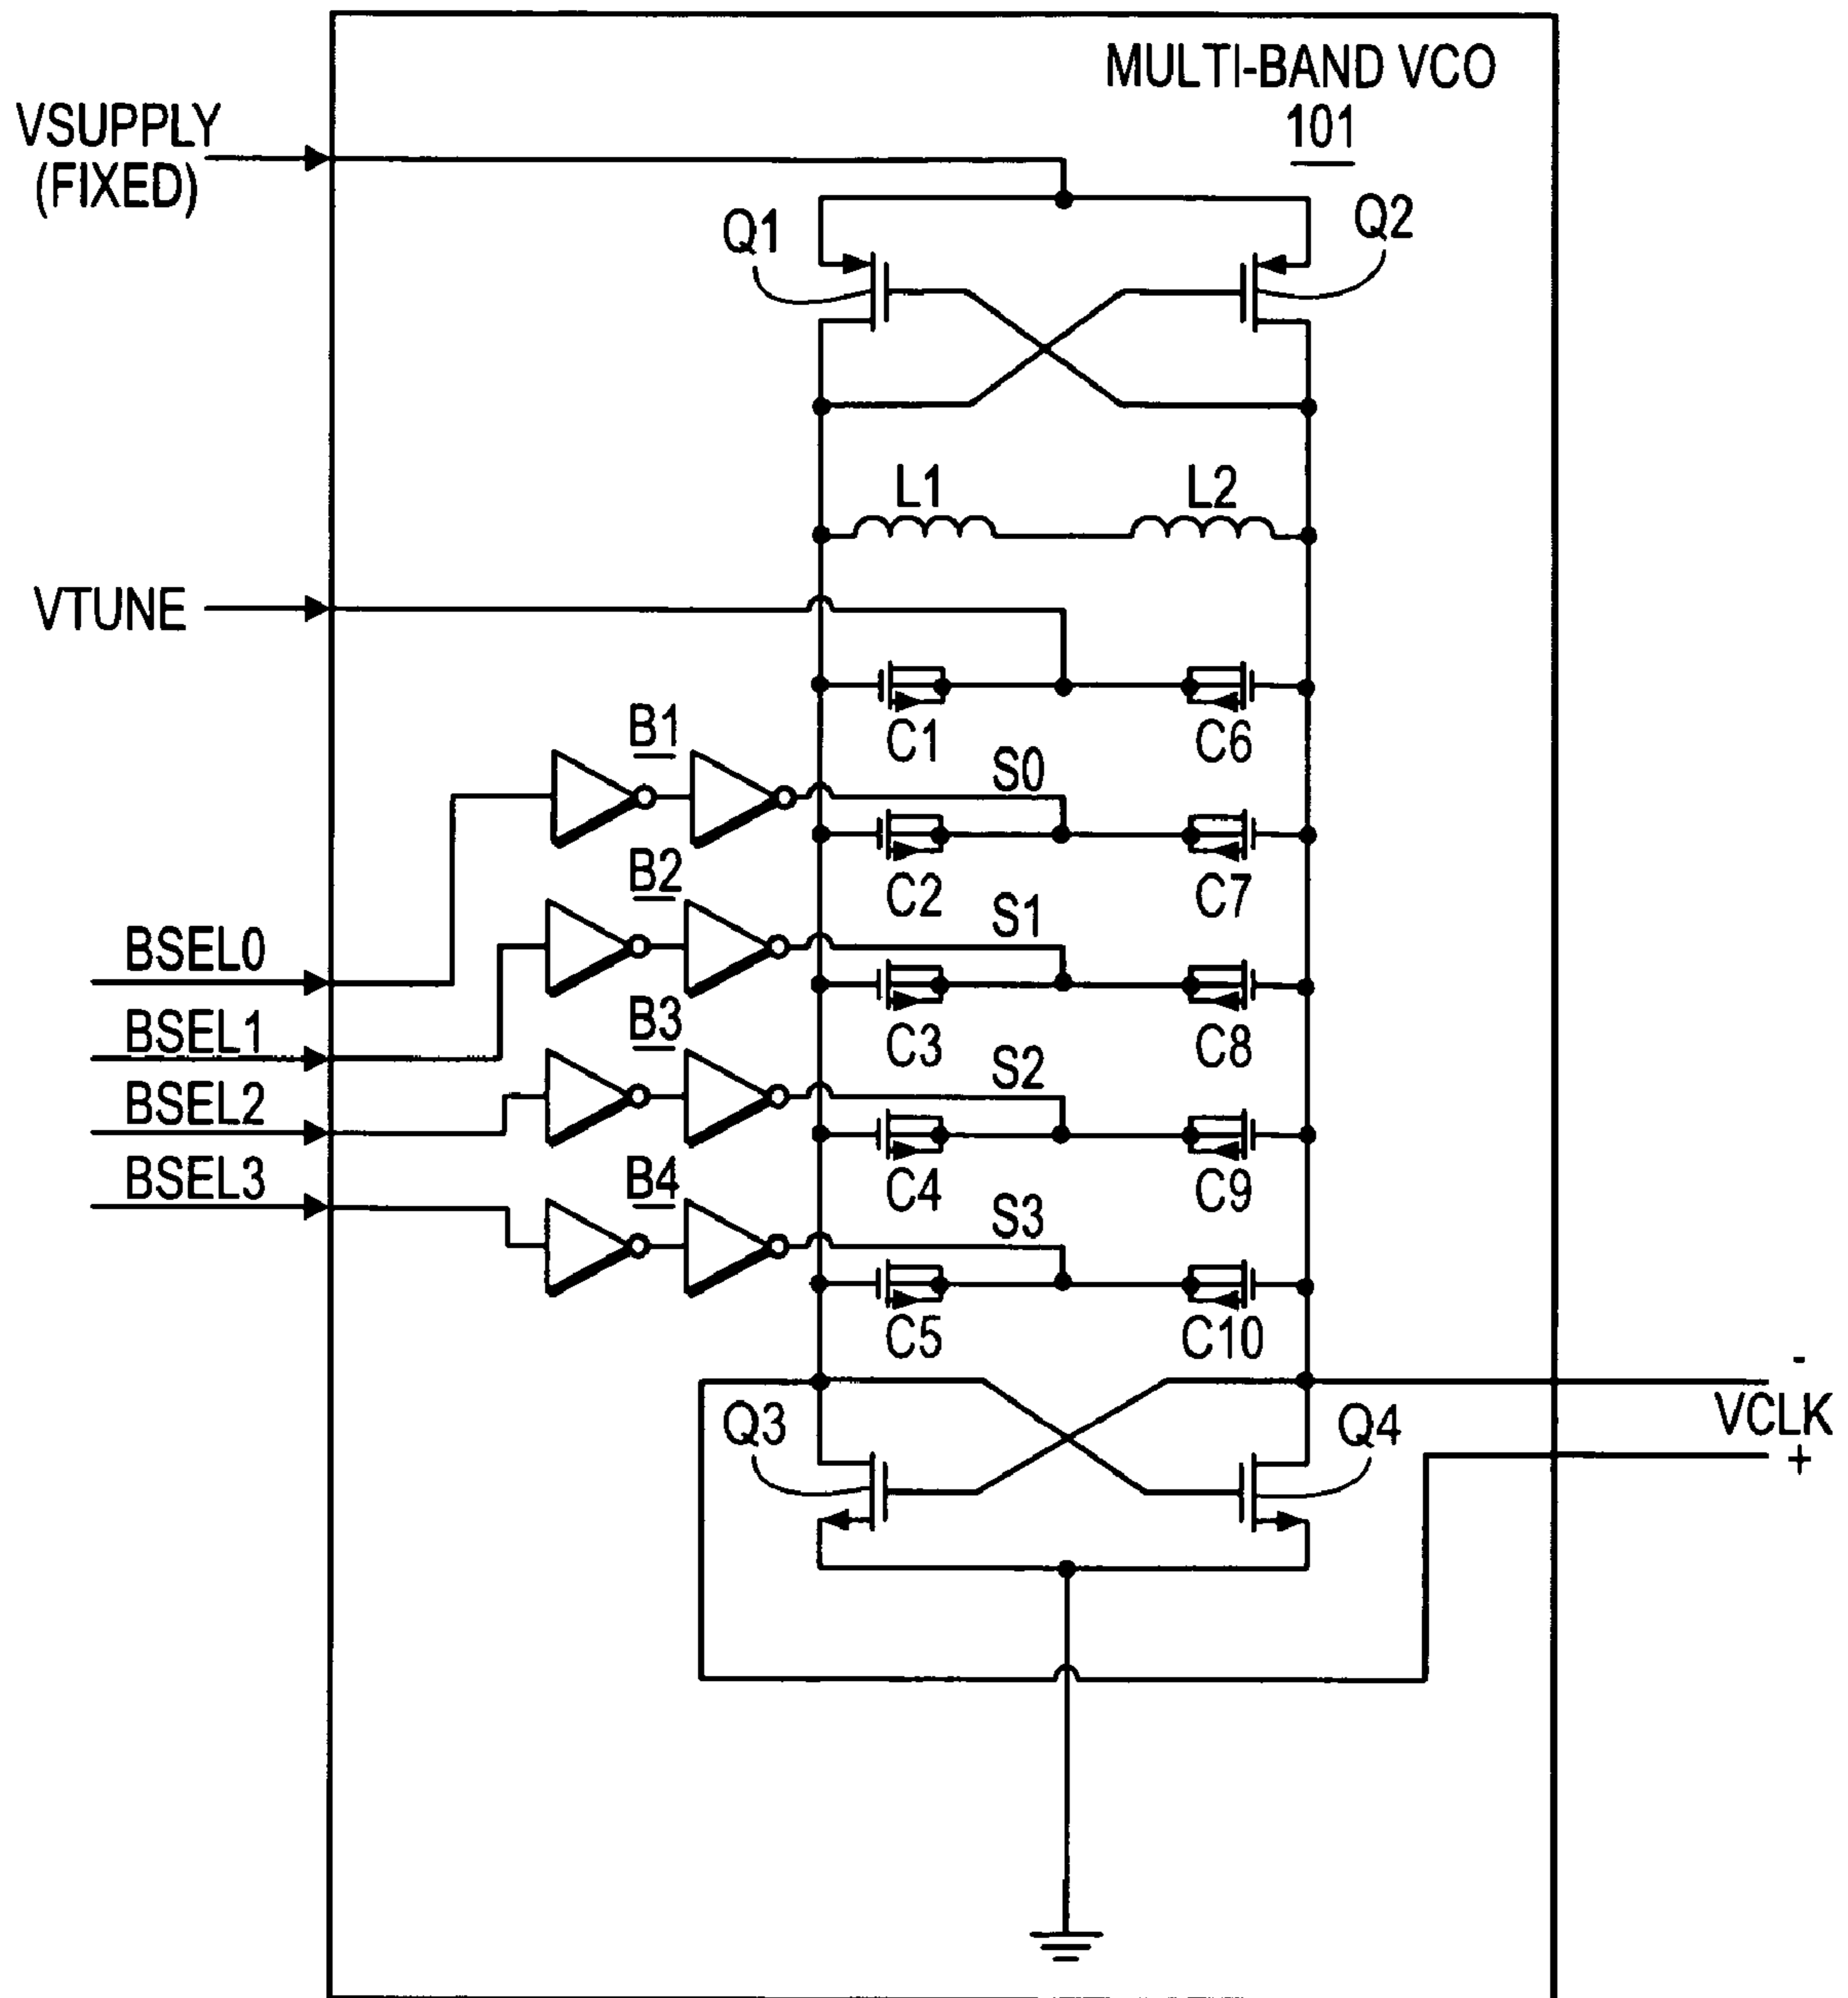 MULTI-BAND VCO
101
VSUPPLY
(FIXED)
Q1
Q2
L1
L2
VTUNE
C1
C6
B1
S0
C2
C7
B2
S1
BSEL0
C3
C8
B3
BSEL1
S2
BSEL2
C4
C9
B4
BSEL3
S3
C5
C10
-
VCLK
+
Q3
Q4